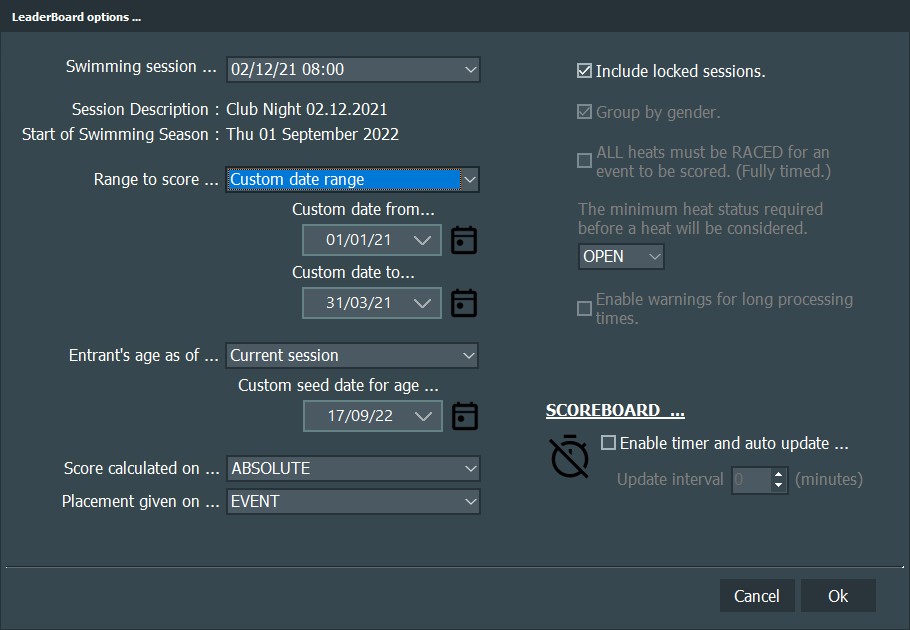 LeaderBoard options ...
Swimming session ... 02/12/21 08:00
Session Description : Club Night 02.12.2021
Start of Swimming Season : Thu 01 September 2022
Range to score ... Custom date range
Custom date from...
01/01/21
Custom date to...
31/03/21
Entrant's age as of ... Current session
Custom seed date for age ...
17/09/22
Score calculated on ... ABSOLUTE
Placement given on ... EVENT
Include locked sessions.
Group by gender.
ALL heats must be RACED for an
event to be scored. (Fully timed.)
The minimum heat status required
before a heat will be considered.
OPEN
Enable warnings for long processing
times.
SCOREBOARD ...
Enable timer and auto update ...
Update interval 0 (minutes)
Cancel Ok